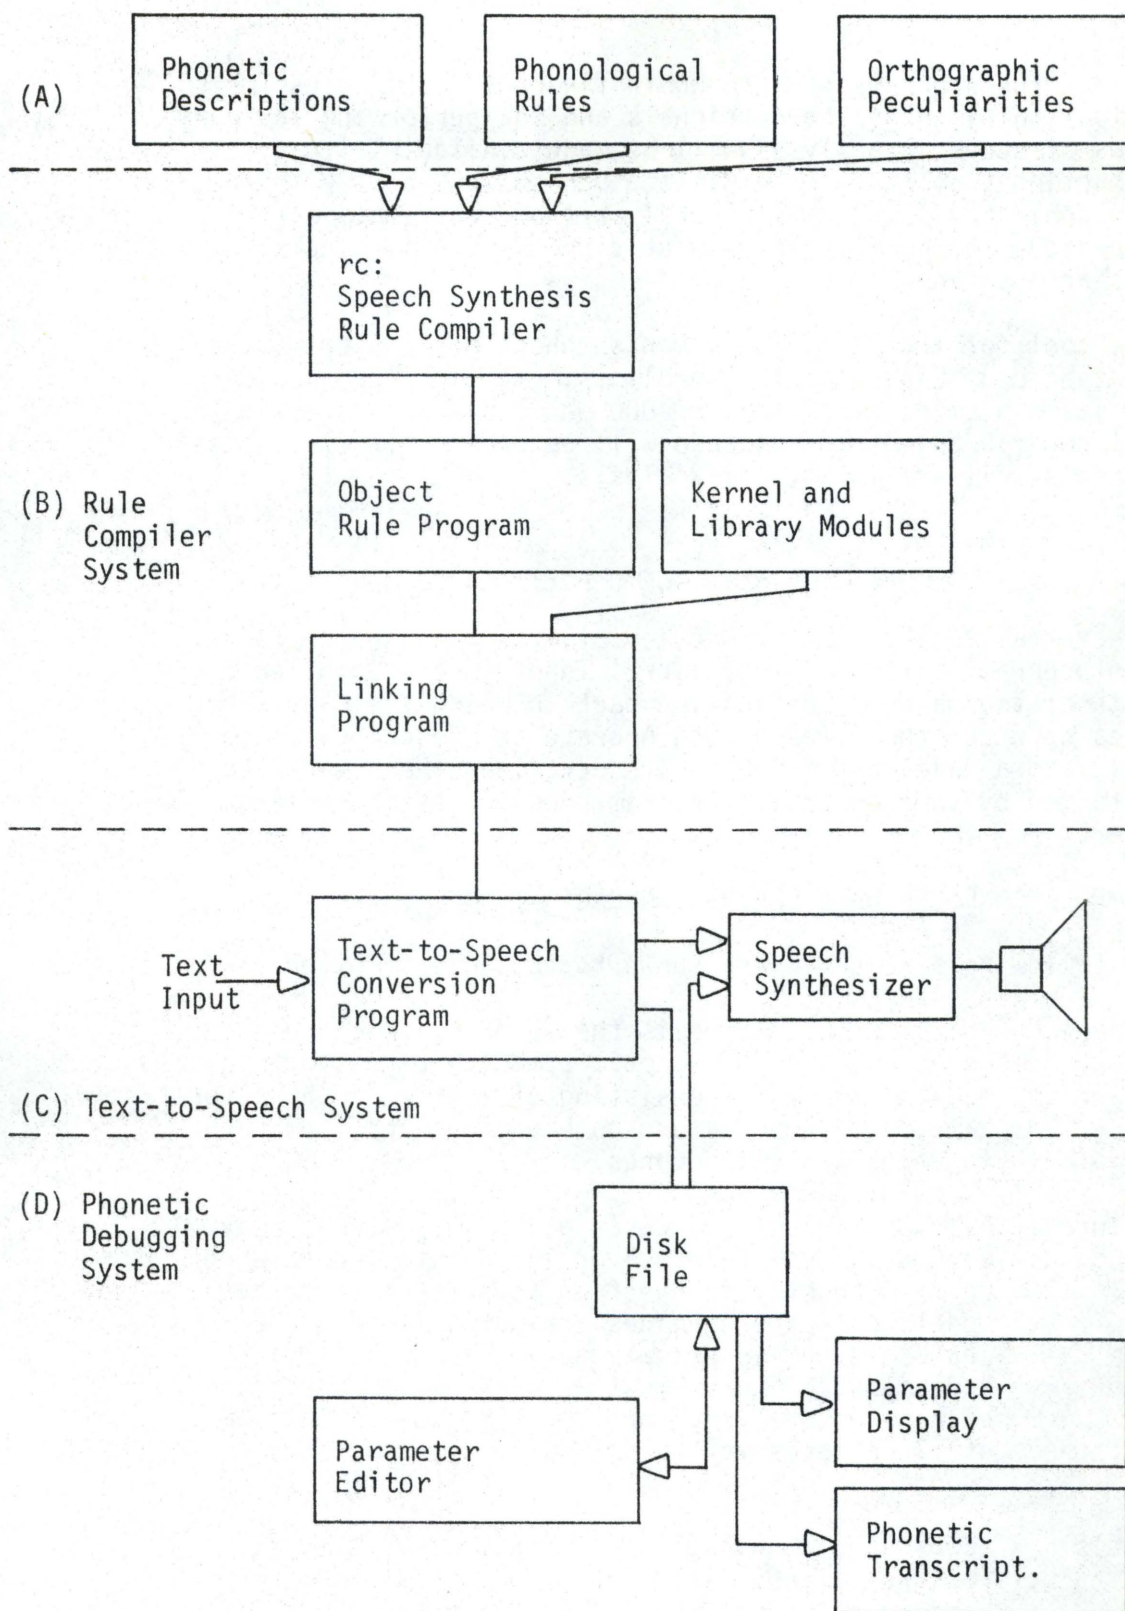 (A)
Phonetic
Descriptions
Phonological
Rules
Orthographic
Peculiarities
rc:
Speech Synthesis
Rule Compiler
(B) Rule
Compiler
System
Object
Rule Program
Kernel and
Library Modules
Linking
Program
Text
Input
Text-to-Speech
Conversion
Program
Speech
Synthesizer
(C) Text-to-Speech System
(D) Phonetic
Debugging
System
Disk
File
Parameter
Editor
Parameter
Display
Phonetic
Transcript.